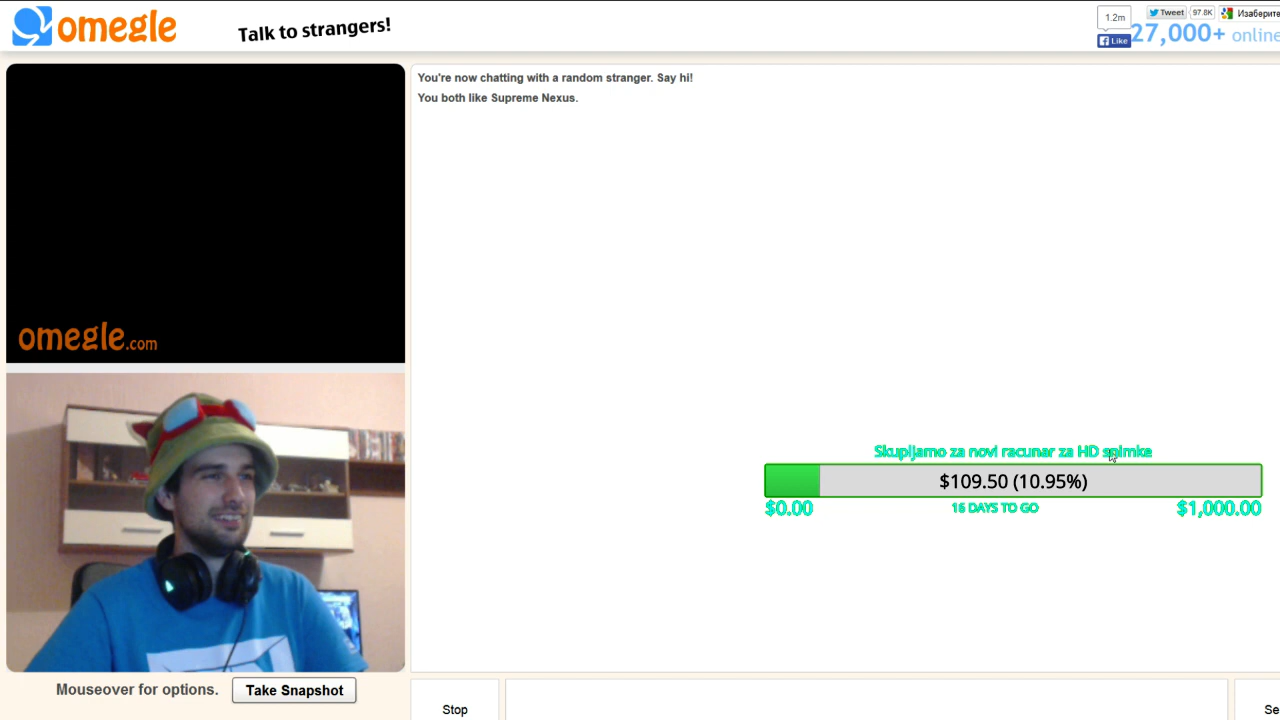 omegle
Talk to strangers!
1.2m
Like
Tweet
97.8K
Изаберите
27,000+ online
You're now chatting with a random stranger. Say hi!
You both like Supreme Nexus.
omegle.com
Skupljamo za novi racunar za HD snimke
$109.50 (10.95%)
$0.00
16 DAYS TO GO
$1,000.00
Mouseover for options.
Take Snapshot
Stop
Se